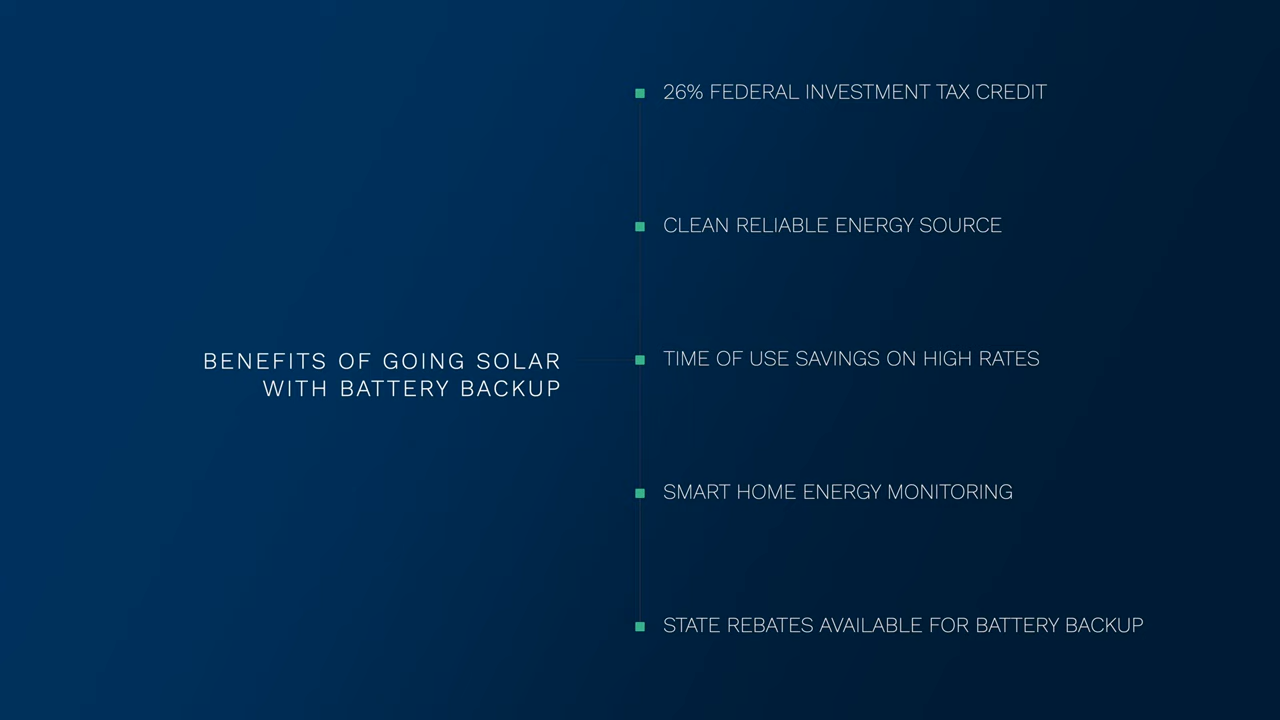 BENEFITS OF GOING SOLAR
WITH BATTERY BACKUP
26% FEDERAL INVESTMENT TAX CREDIT
CLEAN RELIABLE ENERGY SOURCE
TIME OF USE SAVINGS ON HIGH RATES
SMART HOME ENERGY MONITORING
STATE REBATES AVAILABLE FOR BATTERY BACKUP